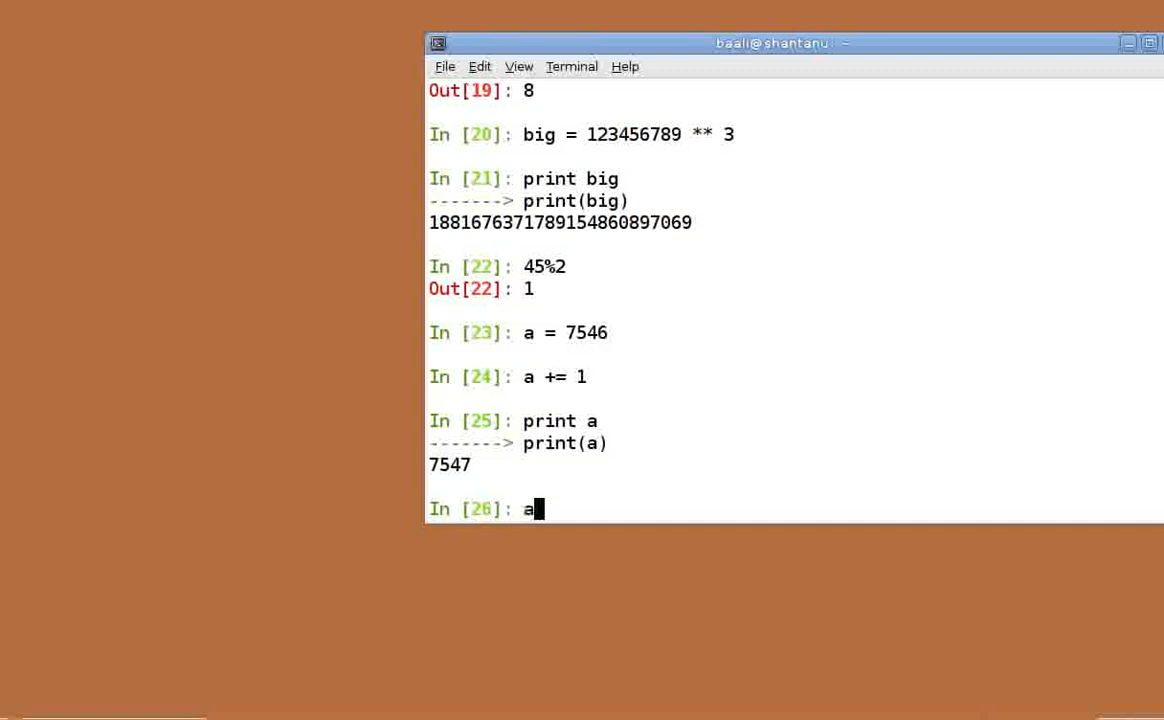 baali@shantanu: ~
File Edit View Terminal Help
Out[19]: 8
In [20]: big = 123456789 ** 3
In [21]: print big
-------> print(big)
1881676371789154860897069
In [22]: 45%2
Out[22]: 1
In [23]: a = 7546
In [24]: a += 1
In [25]: print a
-------> print(a)
7547
In [26]: a